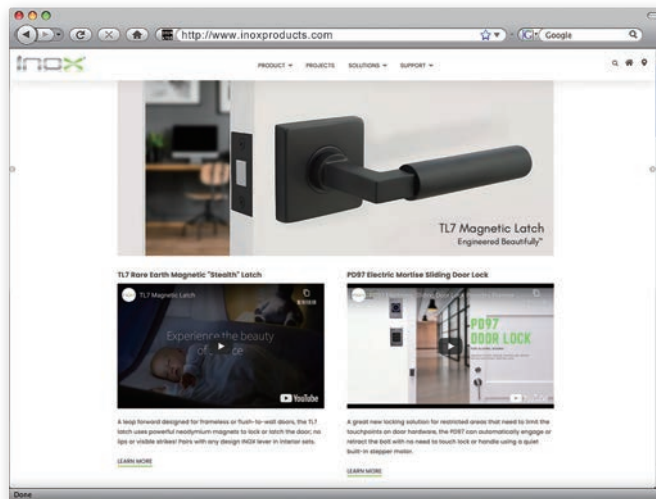 http://www.inoxproducts.com
Google
INOX
PRODUCT PROJECTS SOLUTIONS SUPPORT
TL7 Magnetic Latch
Engineered Beautifully™
TL7 Rare Earth Magnetic "Stealth" Latch
TL7 Magnetic Latch
Experience the beauty
YouTube
A leap forward designed for frameless or flush-to-wall doors, the TL7
latch uses powerful neodymium magnets to lock or latch the door; no
lips or visible strikes! Pairs with any design INOX lever in interior sets.
LEARN MORE
PD97 Electric Mortise Sliding Door Lock
PD97
DOOR LOCK
YouTube
A great new locking solution for restricted areas that need to limit the
touchpoints on door hardware, the PD97 can automatically engage or
retract the bolt with no need to touch lock or handle using a quiet
built-in stepper motor.
LEARN MORE
Done